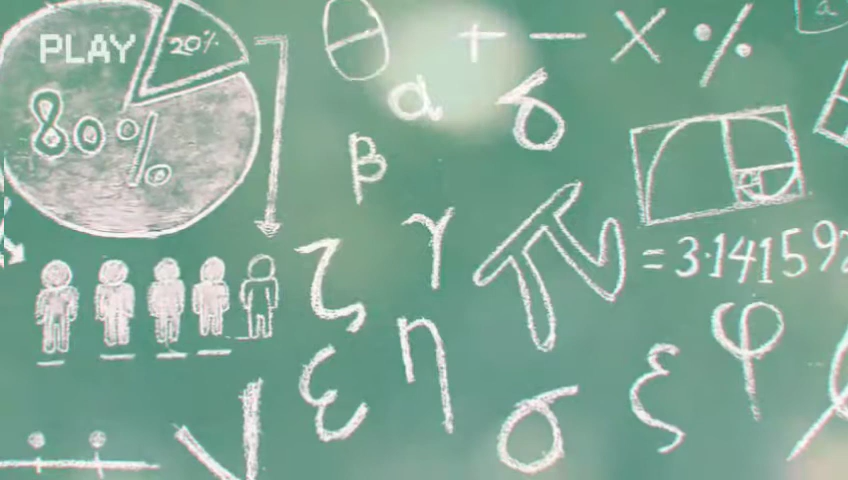 PLAY
80%
20%
θ + − × %
α δ
β
γ
π = 3.14159
ζ
η
φ
ε
σ
ξ